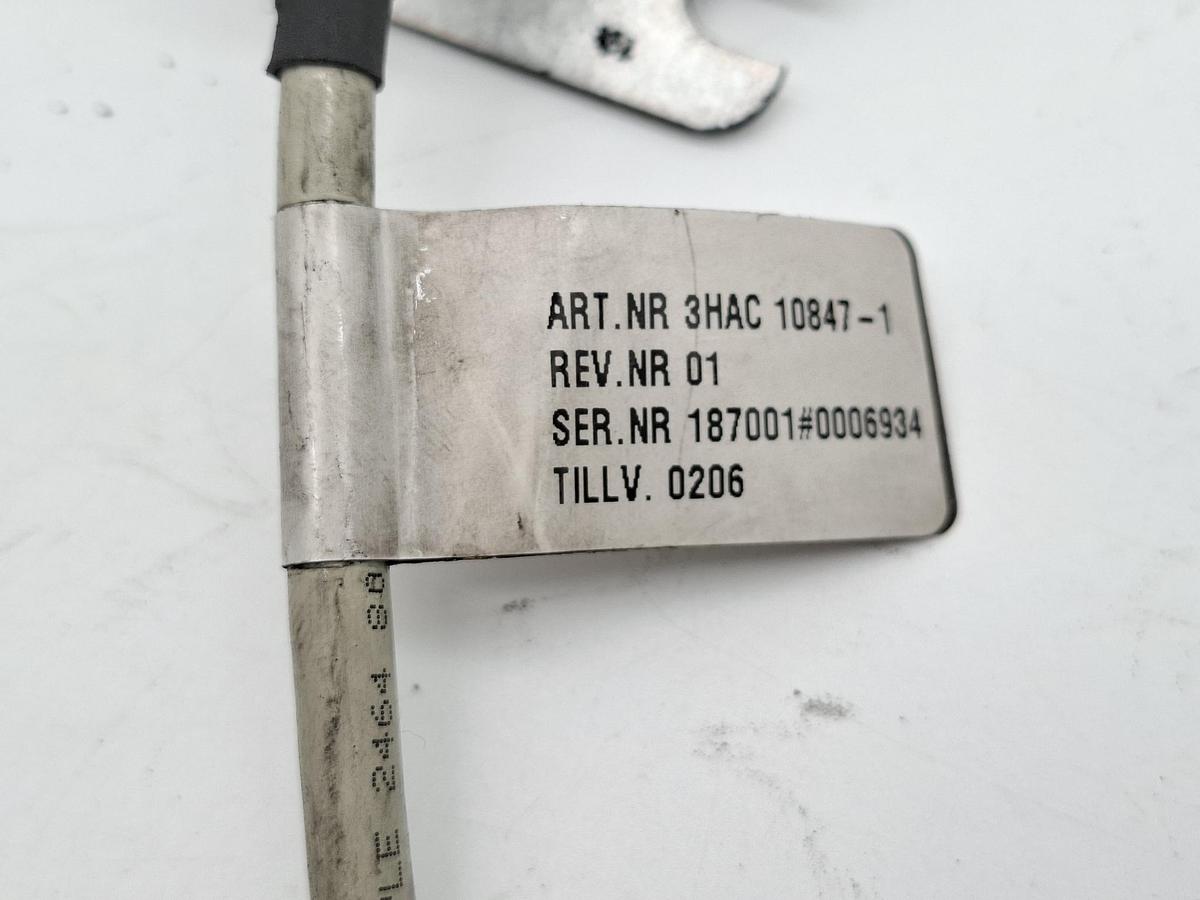 ART.NR 3HAC 10847-1
REV.NR 01
SER.NR 187001#0006934
TILLV. 0206